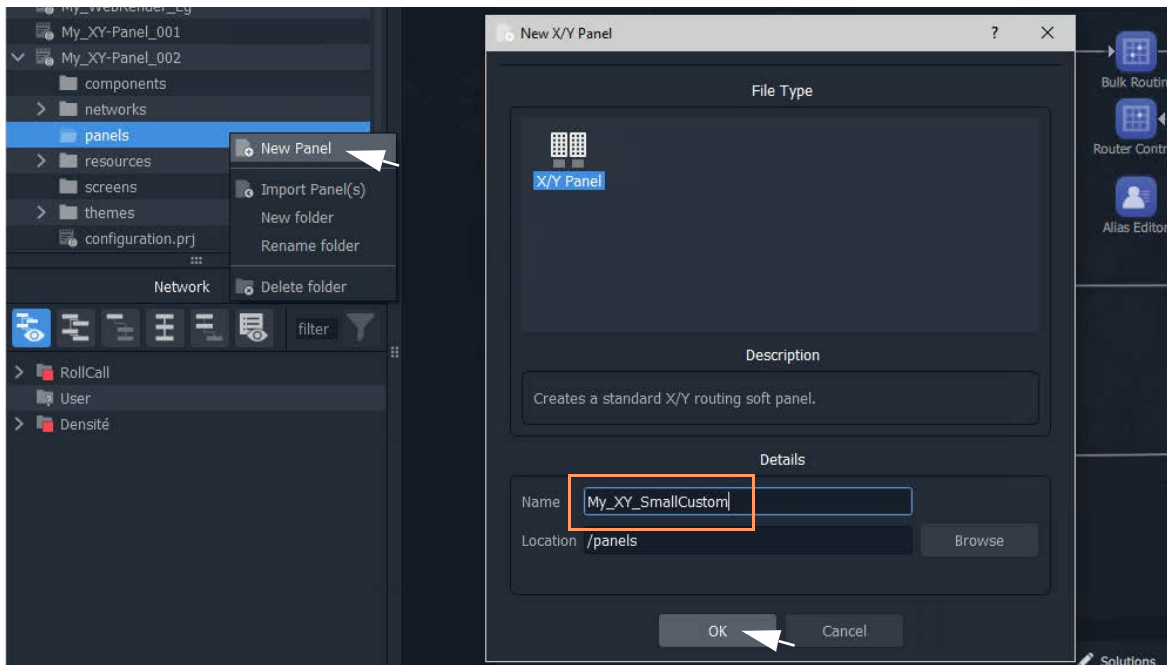 My_WebRender_Eg
My_XY-Panel_001
My_XY-Panel_002
components
networks
panels
resources
screens
themes
configuration.prj
New Panel
Import Panel(s)
New folder
Rename folder
Delete folder
Network
filter
RollCall
User
Densité
New X/Y Panel
?
File Type
X/Y Panel
Description
Creates a standard X/Y routing soft panel.
Details
Name My_XY_SmallCustom
Location /panels Browse
OK Cancel
Bulk Routin
Router Contr
Alias Editor
Solutions